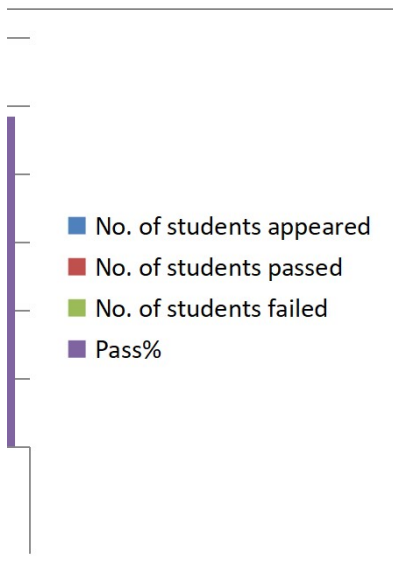 No. of students appeared
No. of students passed
No. of students failed
Pass%